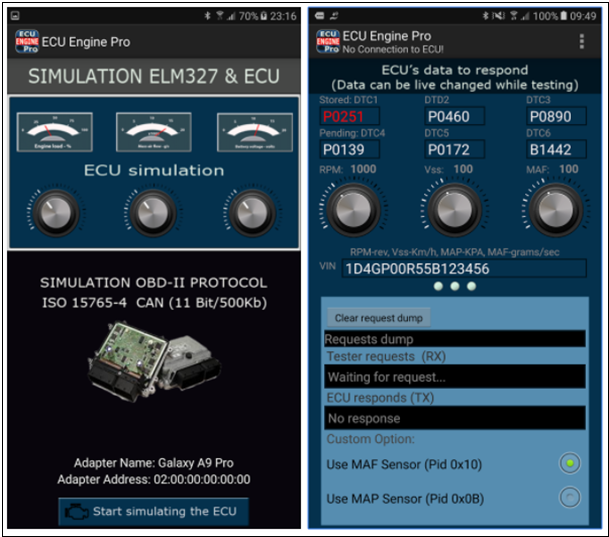 70% 23:16
ECU ENGINE Pro
ECU Engine Pro
SIMULATION ELM327 & ECU
Engine load - %
ECU simulation
SIMULATION OBD-II PROTOCOL
ISO 15765-4 CAN (11 Bit/500Kb)
Adapter Name: Galaxy A9 Pro
Adapter Address: 02:00:00:00:00:00
Start simulating the ECU
100% 09:49
ECU ENGINE Pro
ECU Engine Pro
No Connection to ECU!
ECU's data to respond
(Data can be live changed while testing)
Stored: DTC1 DTD2 DTC3
P0251 P0460 P0890
Pending: DTC4 DTC5 DTC6
P0139 P0172 B1442
RPM: 1000 Vss: 100 MAF: 100
RPM-rev, Vss-Km/h, MAP-KPA, MAF-grams/sec
VIN 1D4GP00R55B123456
Clear request dump
Requests dump
Tester requests (RX)
Waiting for request...
ECU responds (TX)
No response
Custom Option:
Use MAF Sensor (Pid 0x10)
Use MAP Sensor (Pid 0x0B)